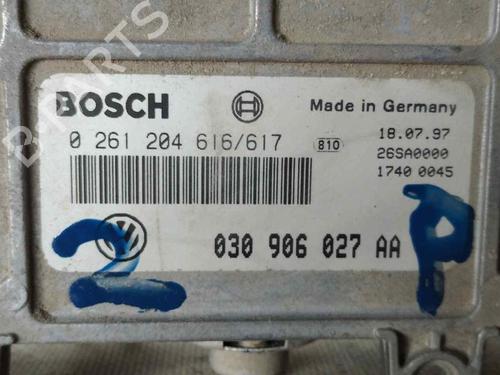 BOSCH
Made in Germany
0 261 204 616/617
810
18.07.97
26SA0000
1740 0045
030 906 027 AA
2
P
B-PARTS